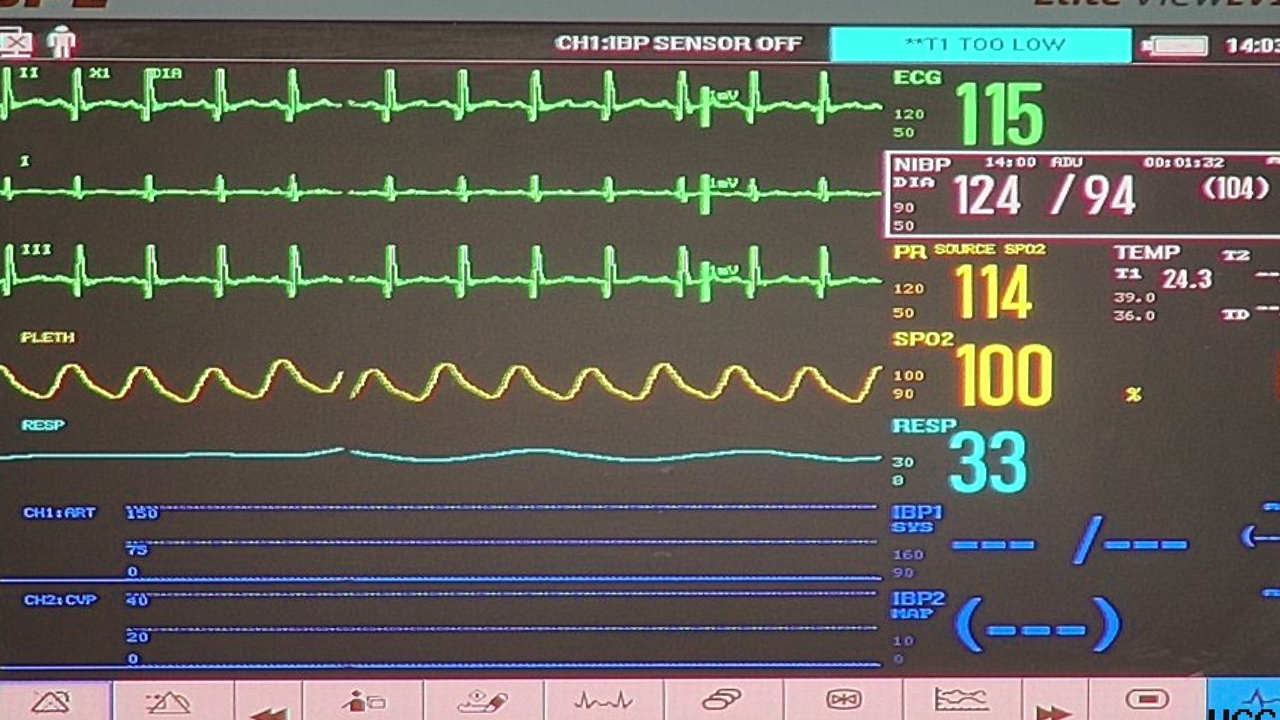 CH1:IBP SENSOR OFF
**T1 TOO LOW
II X1 DIA
1mV
ECG
120
50
115
I
1mV
NIBP 14:00 ADU 00:01:32
DIA
90
50
124 / 94 (104)
III
1mV
PR SOURCE SPO2
120
50
114
TEMP T2
T1 24.3 --
39.0
36.0 TD --
PLETH
SPO2
100
90
100
%
RESP
RESP
30
8
33
CH1:ART
150
75
0
IBP1
SYS
160
90
--- / ---
CH2:CVP
40
20
0
IBP2
MAP
10
0
(---)